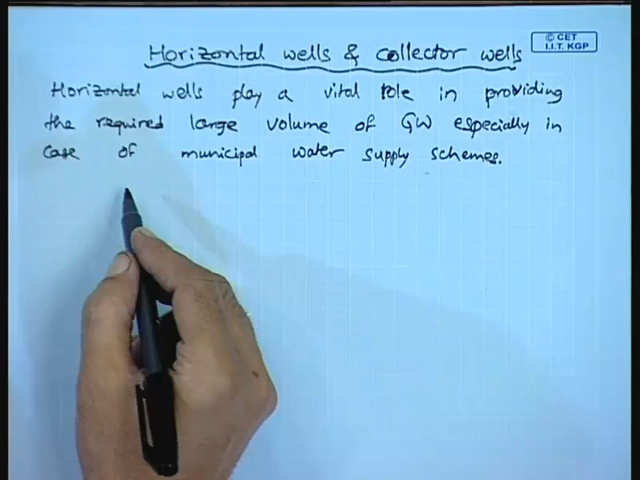 © CET
I.I.T. KGP
Horizontal wells & collector wells
Horizontal wells play a vital role in providing
the required large volume of GW especially in
case of municipal water supply schemes.